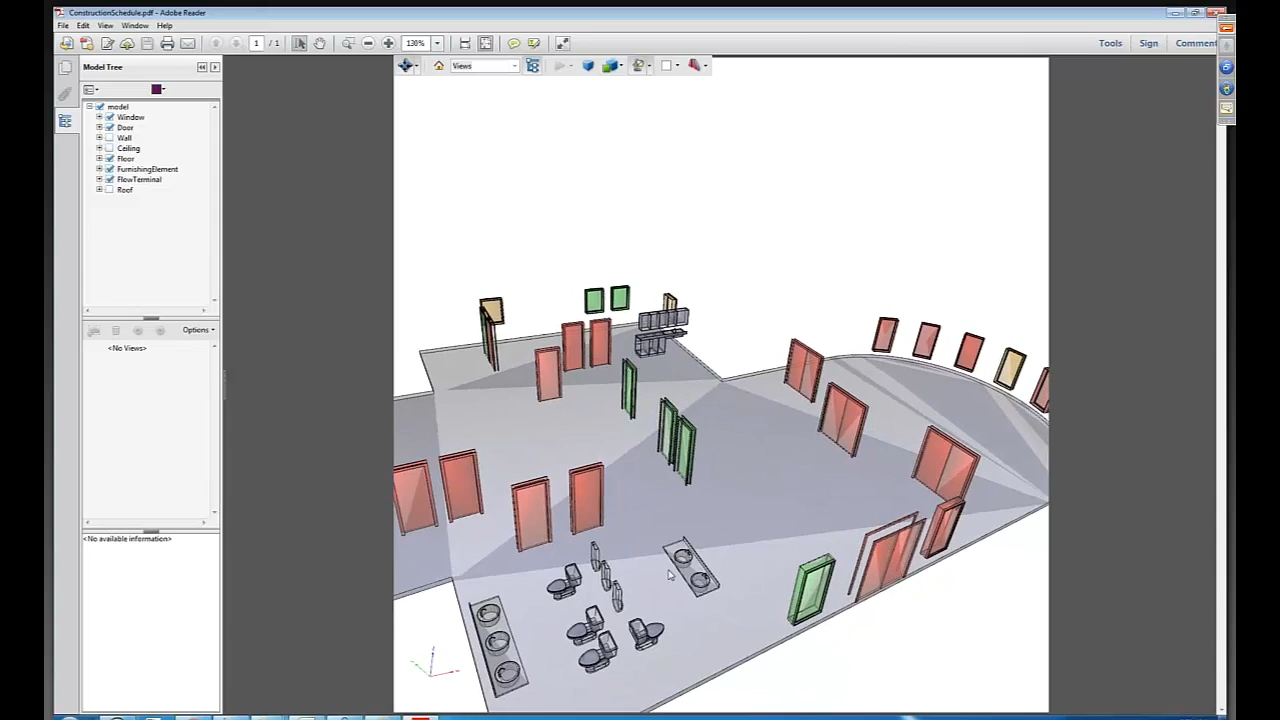 ConstructionSchedule.pdf - Adobe Reader
File Edit View Window Help
1 / 1 130% Tools Sign Comment
Model Tree
Views
model
Window
Door
Wall
Ceiling
Floor
FurnishingElement
FlowTerminal
Roof
Options
<No Views>
<No available information>